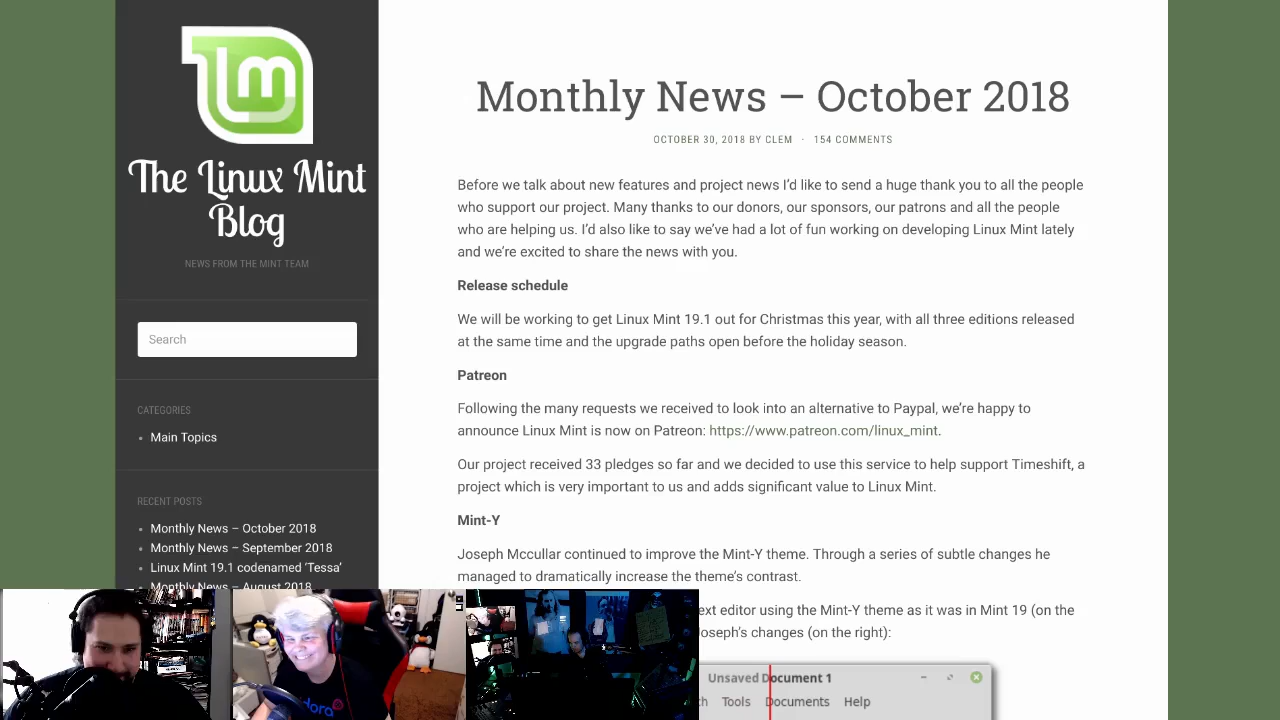 lm
The Linux Mint
Blog
NEWS FROM THE MINT TEAM
Search
CATEGORIES
Main Topics
RECENT POSTS
Monthly News – October 2018
Monthly News – September 2018
Linux Mint 19.1 codenamed ‘Tessa’
Monthly News – August 2018
Monthly News – October 2018
OCTOBER 30, 2018 BY CLEM · 154 COMMENTS
Before we talk about new features and project news I’d like to send a huge thank you to all the people
who support our project. Many thanks to our donors, our sponsors, our patrons and all the people
who are helping us. I’d also like to say we’ve had a lot of fun working on developing Linux Mint lately
and we’re excited to share the news with you.
Release schedule
We will be working to get Linux Mint 19.1 out for Christmas this year, with all three editions released
at the same time and the upgrade paths open before the holiday season.
Patreon
Following the many requests we received to look into an alternative to Paypal, we’re happy to
announce Linux Mint is now on Patreon: https://www.patreon.com/linux_mint.
Our project received 33 pledges so far and we decided to use this service to help support Timeshift, a
project which is very important to us and adds significant value to Linux Mint.
Mint-Y
Joseph Mccullar continued to improve the Mint-Y theme. Through a series of subtle changes he
managed to dramatically increase the theme’s contrast.
ext editor using the Mint-Y theme as it was in Mint 19 (on the
oseph’s changes (on the right):
Unsaved Document 1
ch Tools Documents Help
dora